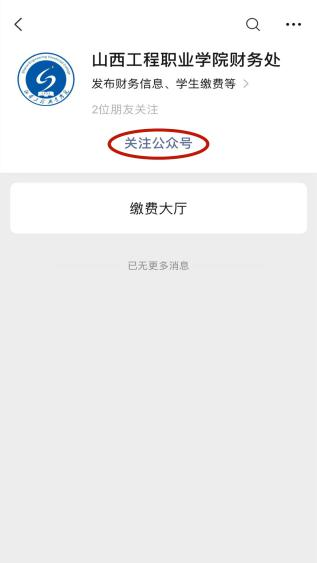 山西工程职业学院财务处
发布财务信息、学生缴费等
2位朋友关注
关注公众号
缴费大厅
已无更多消息